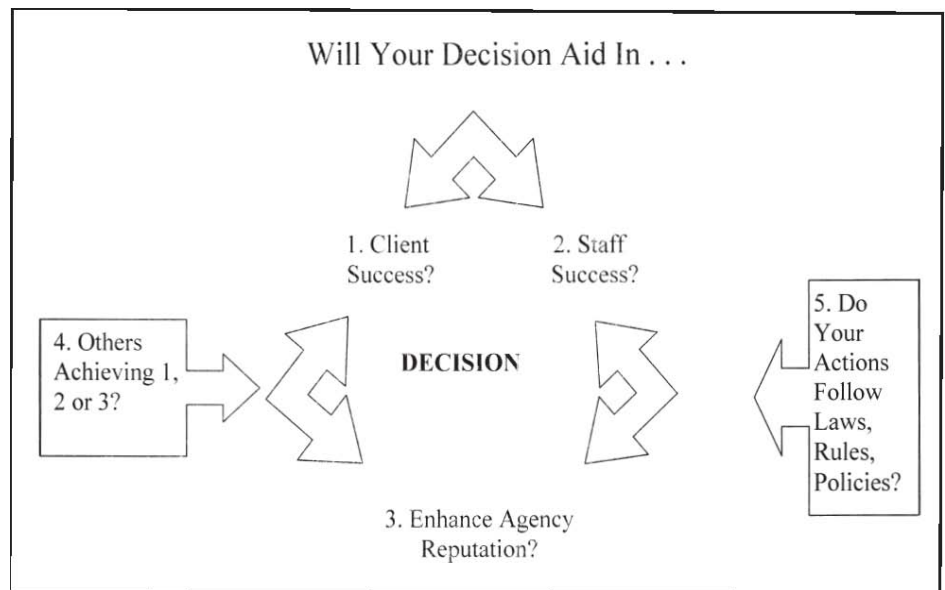 Will Your Decision Aid In . . .
1. Client
Success?
2. Staff
Success?
4. Others
Achieving 1,
2 or 3?
DECISION
5. Do
Your
Actions
Follow
Laws,
Rules,
Policies?
3. Enhance Agency
Reputation?